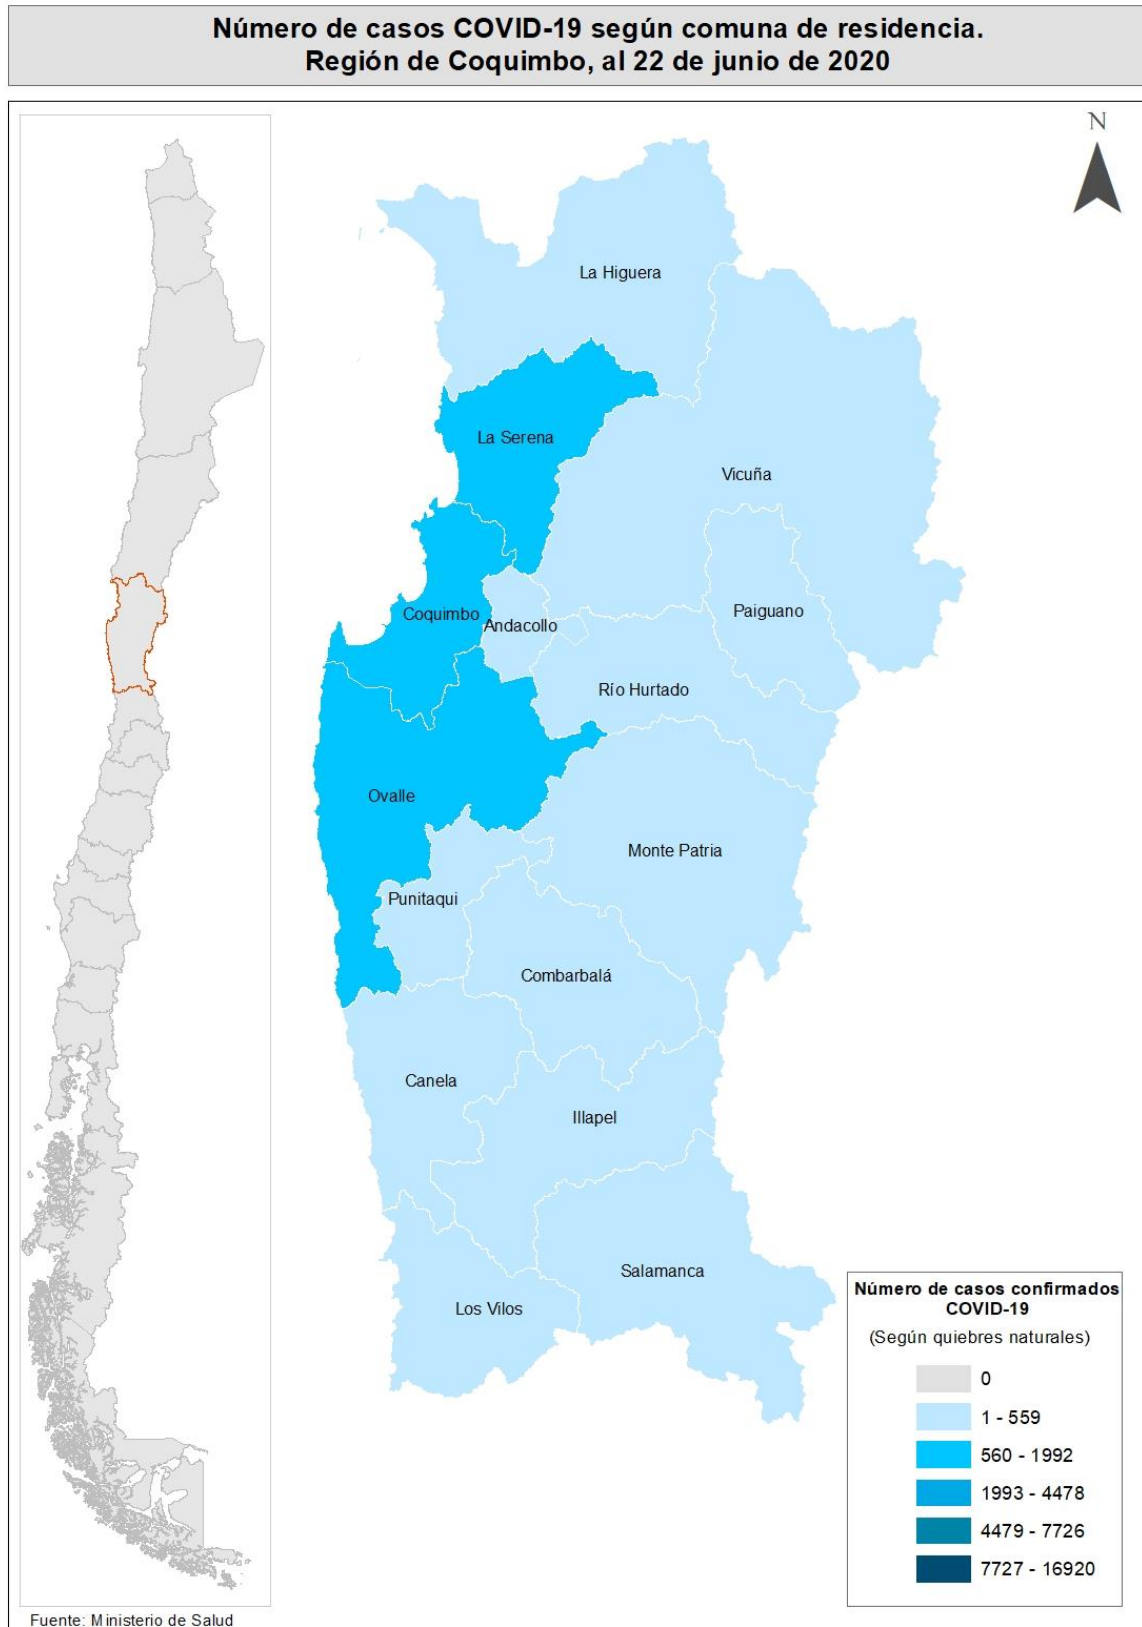 Número de casos COVID-19 según comuna de residencia.
Región de Coquimbo, al 22 de junio de 2020
N
La Higuera
La Serena
Vicuña
Coquimbo
Andacollo
Paiguano
Río Hurtado
Ovalle
Monte Patria
Punitaqui
Combarbalá
Canela
Illapel
Salamanca
Los Vilos
Número de casos confirmados
COVID-19
(Según quiebres naturales)
0
1 - 559
560 - 1992
1993 - 4478
4479 - 7726
7727 - 16920
Fuente: Ministerio de Salud